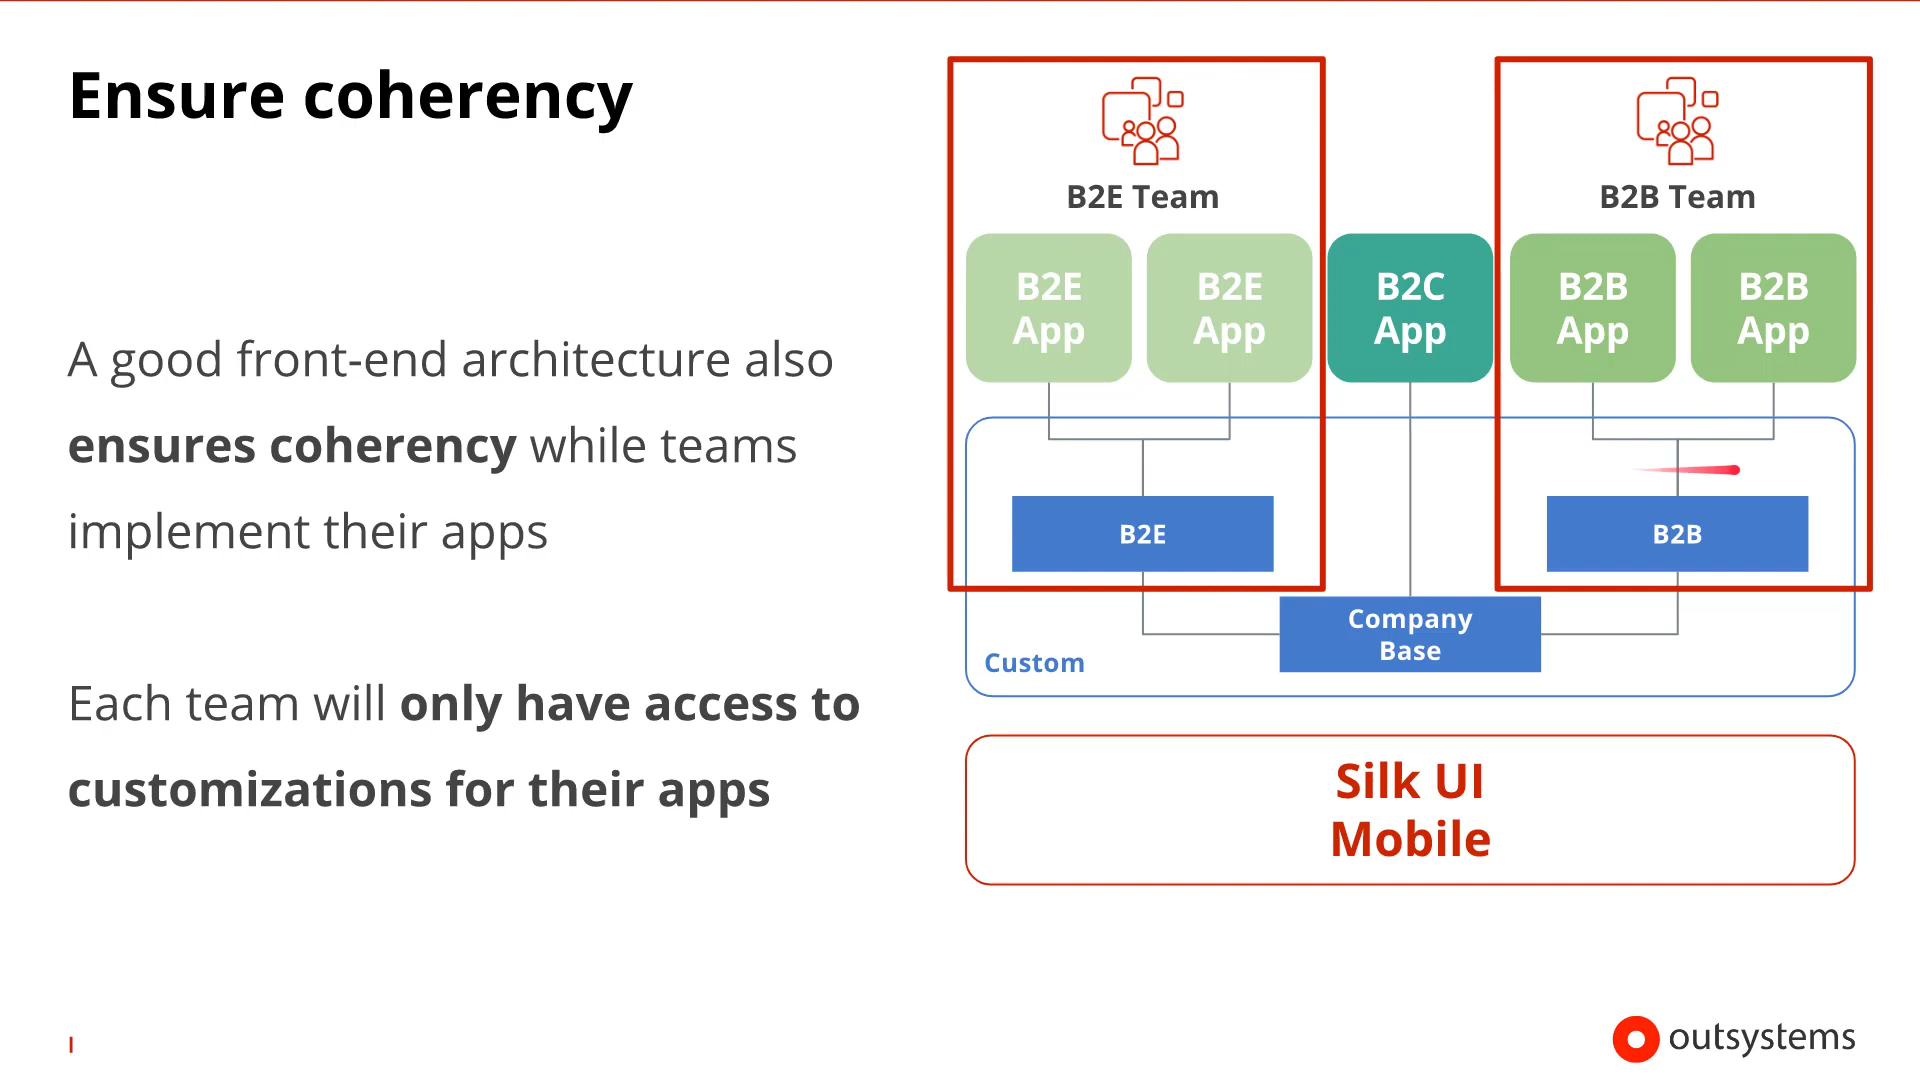 Ensure coherency
A good front-end architecture also
ensures coherency while teams
implement their apps
Each team will only have access to
customizations for their apps
B2E Team
B2B Team
B2E
App
B2E
App
B2C
App
B2B
App
B2B
App
B2E
B2B
Company
Base
Custom
Silk UI
Mobile
I
outsystems